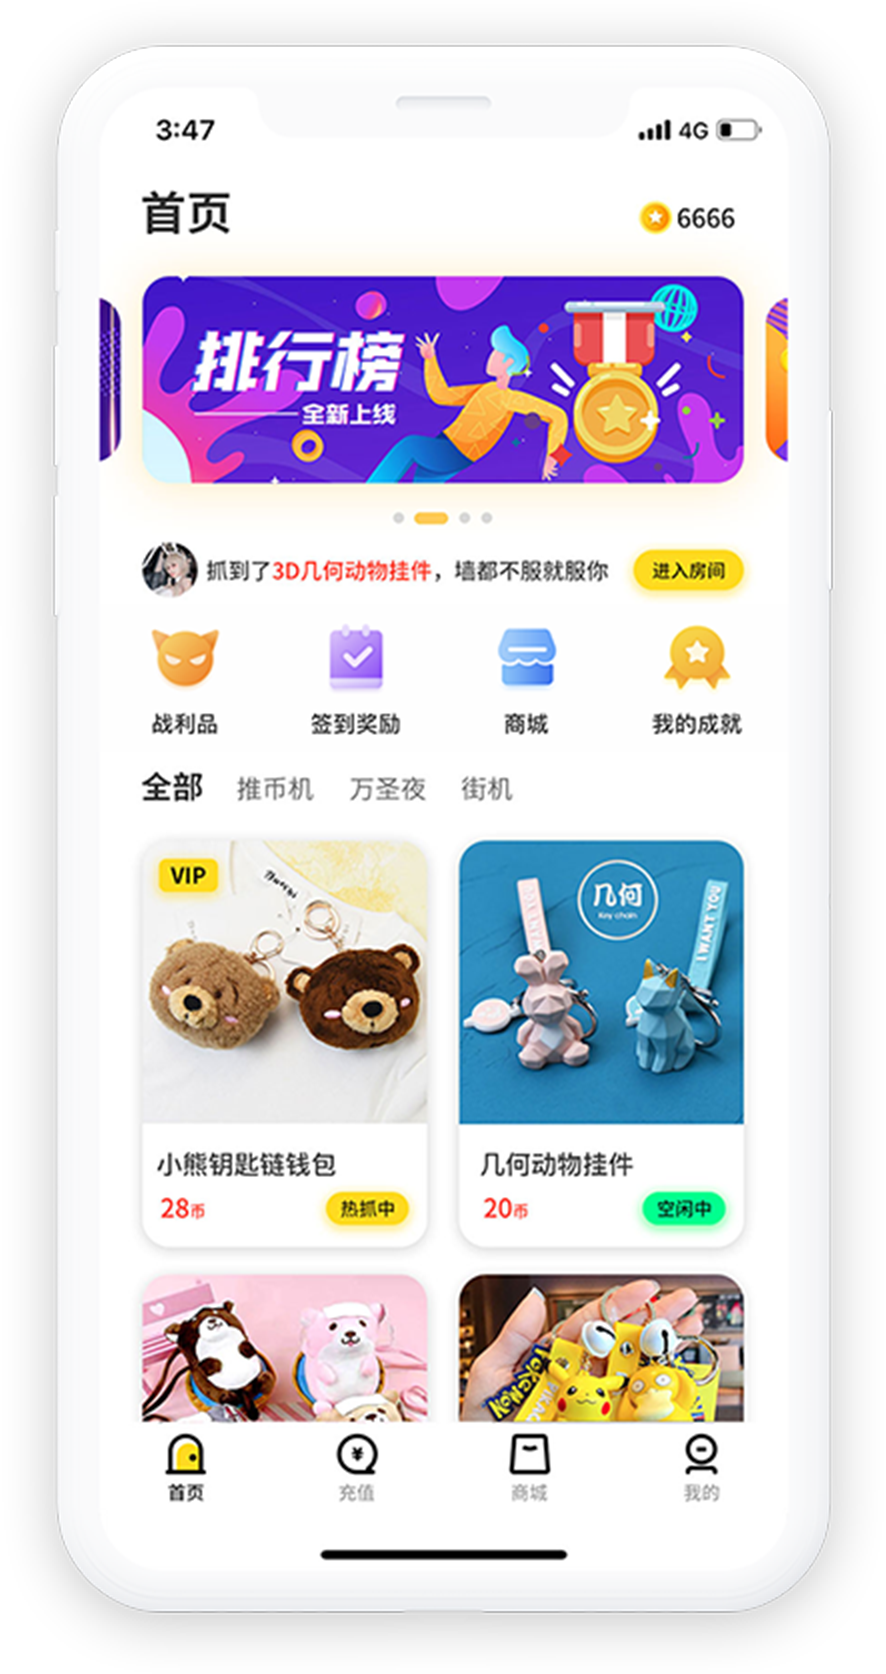 3:47
4G
首页
6666
排行榜
全新上线
抓到了3D几何动物挂件，墙都不服就服你
进入房间
战利品
签到奖励
商城
我的成就
全部
推币机
万圣夜
街机
VIP
几何
Key chain
I WANT YOU
小熊钥匙链钱包
28币
热抓中
几何动物挂件
20币
空闲中
POKEMON
首页
充值
商城
我的